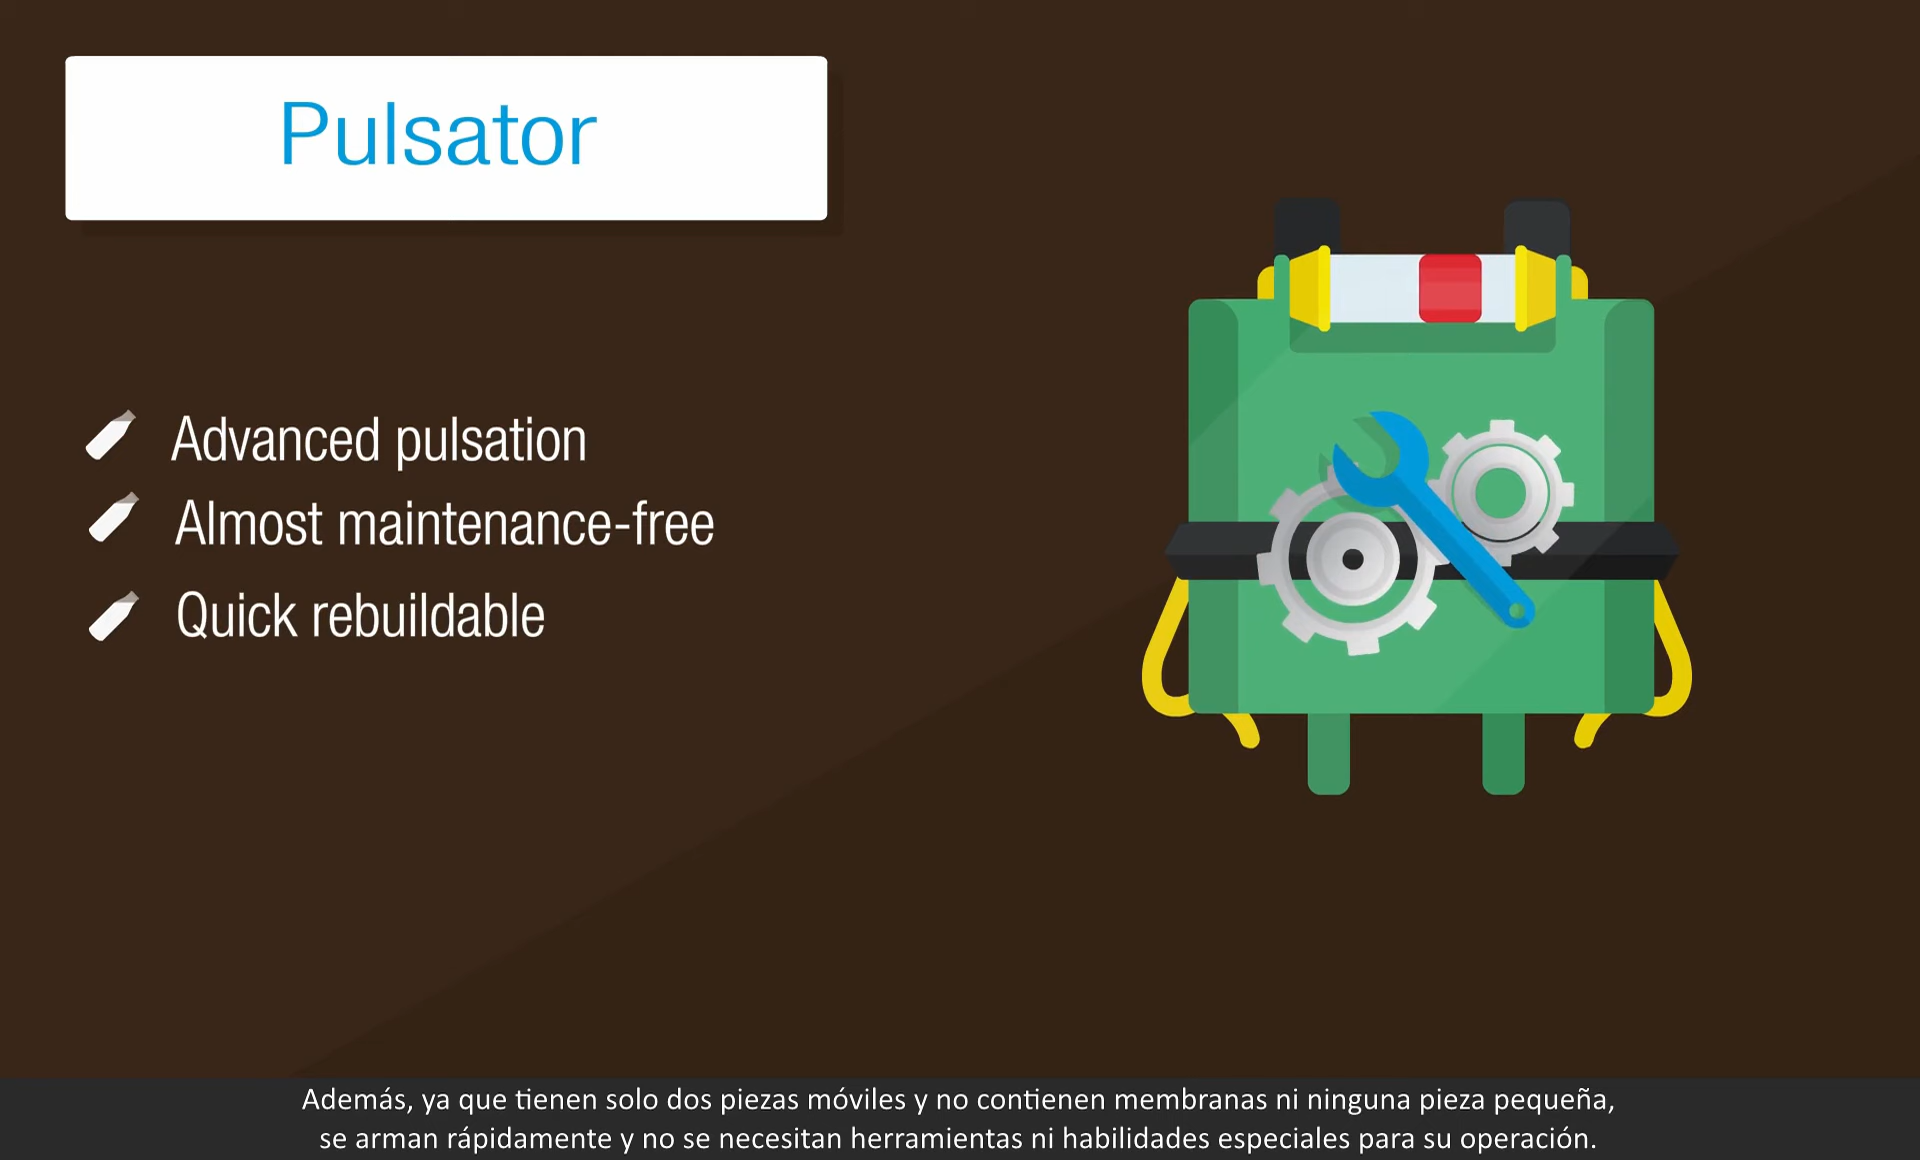 Pulsator
Advanced pulsation
Almost maintenance-free
Quick rebuildable
Además, ya que tienen solo dos piezas móviles y no contienen membranas ni ninguna pieza pequeña,
se arman rápidamente y no se necesitan herramientas ni habilidades especiales para su operación.